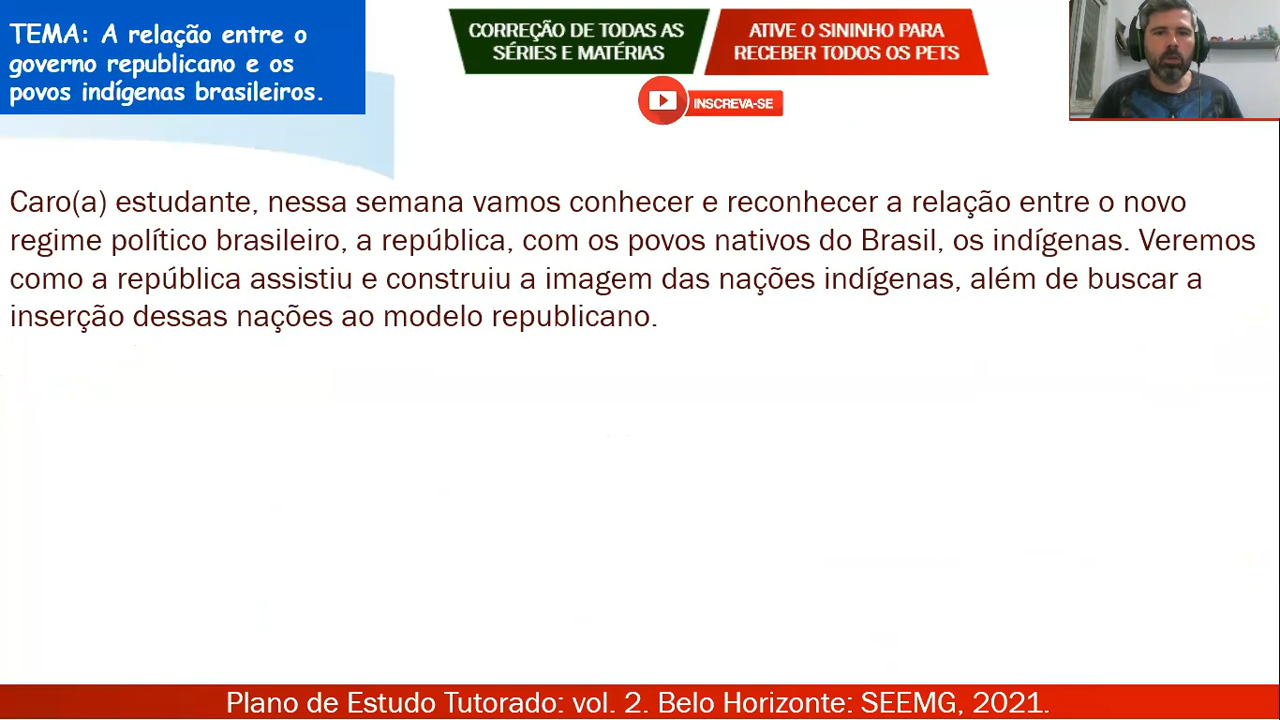 TEMA: A relação entre o
governo republicano e os
povos indígenas brasileiros.
CORREÇÃO DE TODAS AS
SÉRIES E MATÉRIAS
ATIVE O SININHO PARA
RECEBER TODOS OS PETS
INSCREVA-SE
Caro(a) estudante, nessa semana vamos conhecer e reconhecer a relação entre o novo
regime político brasileiro, a república, com os povos nativos do Brasil, os indígenas. Veremos
como a república assistiu e construiu a imagem das nações indígenas, além de buscar a
inserção dessas nações ao modelo republicano.
Plano de Estudo Tutorado: vol. 2. Belo Horizonte: SEEMG, 2021.